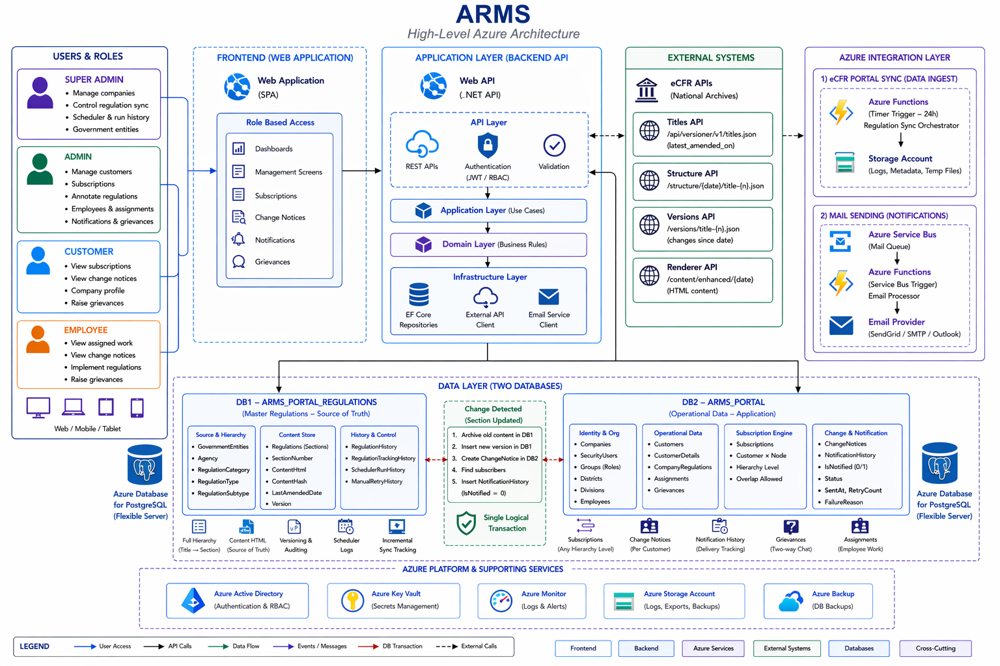 ARMS
High-Level Azure Architecture
USERS & ROLES
SUPER ADMIN
• Manage companies
• Control regulation sync
• Scheduler & run history
• Government entities
ADMIN
• Manage customers
• Subscriptions
• Annotate regulations
• Employees & assignments
• Notifications & grievances
CUSTOMER
• View subscriptions
• View change notices
• Company profile
• Raise grievances
EMPLOYEE
• View assigned work
• View change notices
• Implement regulations
• Raise grievances
Web / Mobile / Tablet
FRONTEND (WEB APPLICATION)
Web Application
(SPA)
Role Based Access
Dashboards
Management Screens
Subscriptions
Change Notices
Notifications
Grievances
APPLICATION LAYER (BACKEND API
Web API
(.NET API)
API Layer
REST APIs
Authentication
(JWT / RBAC)
Validation
Application Layer (Use Cases)
Domain Layer (Business Rules)
Infrastructure Layer
EF Core
Repositories
External API
Client
Email Service
Client
EXTERNAL SYSTEMS
eCFR APIs
(National Archives)
Titles API
/api/versioner/v1/titles.json
(latest_amended_on)
Structure API
/structure/{date}/title-{n}.json
Versions API
/versions/title-{n}.json
(changes since date)
Renderer API
/content/enhanced/{date}
(HTML content)
AZURE INTEGRATION LAYER
1) eCFR PORTAL SYNC (DATA INGEST)
Azure Functions
(Timer Trigger – 24h)
Regulation Sync Orchestrator
Storage Account
(Logs, Metadata, Temp Files)
2) MAIL SENDING (NOTIFICATIONS)
Azure Service Bus
(Mail Queue)
Azure Functions
(Service Bus Trigger)
Email Processor
Email Provider
(SendGrid / SMTP / Outlook)
DATA LAYER (TWO DATABASES)
DB1 – ARMS_PORTAL_REGULATIONS
(Master Regulations – Source of Truth)
Source & Hierarchy
• GovernmentEntities
• Agency
• RegulationCategory
• RegulationType
• RegulationSubtype
Content Store
• Regulations (Sections)
• SectionNumber
• ContentHtml
• ContentHash
• LastAmendedDate
• Version
History & Control
• RegulationHistory
• RegulationTrackingHistory
• SchedulerRunHistory
• ManualRetryHistory
Azure Database
for PostgreSQL
(Flexible Server)
Full Hierarchy
(Title → Section)
Content HTML
(Source of Truth)
Versioning &
Auditing
Scheduler
Logs
Incremental
Sync Tracking
Change Detected
(Section Updated)
1. Archive old content in DB1
2. Insert new version in DB1
3. Create ChangeNotice in DB2
4. Find subscribers
5. Insert NotificationHistory
(IsNotified = 0)
Single Logical
Transaction
DB2 – ARMS_PORTAL
(Operational Data – Application)
Identity & Org
• Companies
• SecurityUsers
• Groups (Roles)
• Districts
• Divisions
• Employees
Operational Data
• Customers
• CustomerDetails
• CompanyRegulations
• Assignments
• Grievances
Subscription Engine
• Subscriptions
• Customer × Node
• Hierarchy Level
• Overlap Allowed
Change & Notification
• ChangeNotices
• NotificationHistory
• IsNotified (0/1)
• Status
• SentAt, RetryCount
• FailureReason
Azure Database
for PostgreSQL
(Flexible Server)
Subscriptions
(Any Hierarchy Level)
Change Notices
(Per Customer)
Notification History
(Delivery Tracking)
Grievances
(Two-way Chat)
Assignments
(Employee Work)
AZURE PLATFORM & SUPPORTING SERVICES
Azure Active Directory
(Authentication & RBAC)
Azure Key Vault
(Secrets Management)
Azure Monitor
(Logs & Alerts)
Azure Storage Account
(Logs, Exports, Backups)
Azure Backup
(DB Backups)
LEGEND
User Access
API Calls
Data Flow
Events / Messages
DB Transaction
External Calls
Frontend
Backend
Azure Services
External Systems
Databases
Cross-Cutting